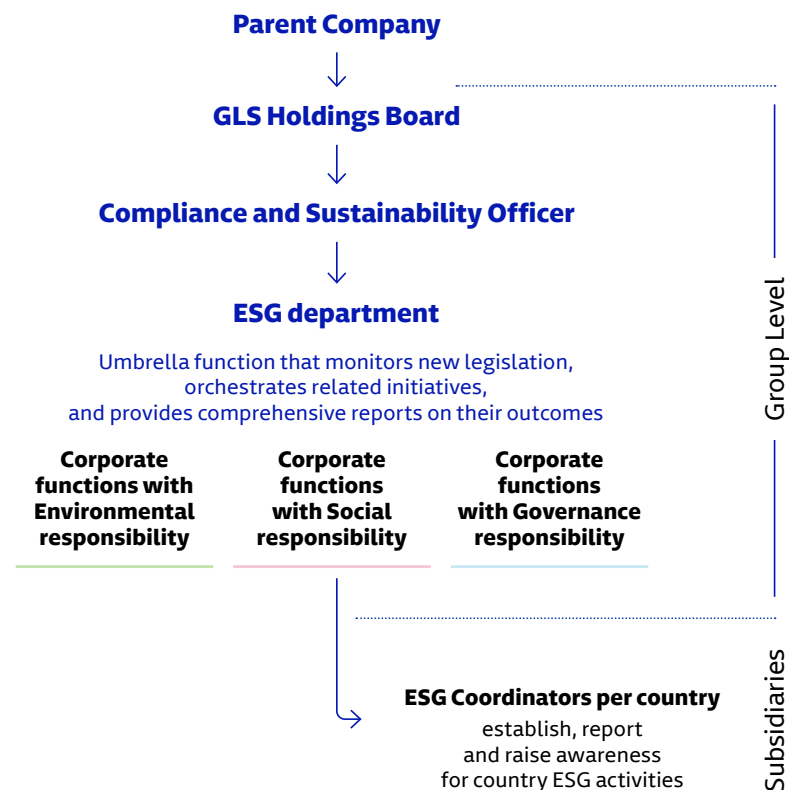 Parent Company
GLS Holdings Board
Compliance and Sustainability Officer
ESG department
Umbrella function that monitors new legislation,
orchestrates related initiatives,
and provides comprehensive reports on their outcomes
Corporate
functions with
Environmental
responsibility
Corporate
functions
with Social
responsibility
Corporate
functions
with Governance
responsibility
Group Level
ESG Coordinators per country
establish, report
and raise awareness
for country ESG activities
Subsidiaries